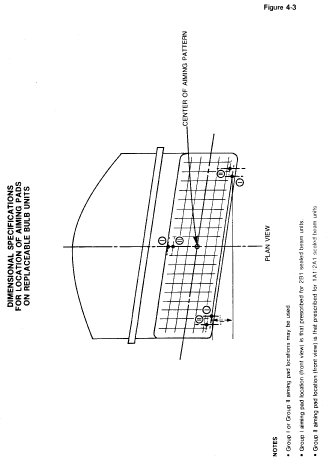 Figure 4-3
DIMENSIONAL SPECIFICATIONS
FOR LOCATION OF AIMING PADS
ON REPLACEABLE BULB UNITS
CENTER OF AIMING PATTERN
PLAN VIEW
NOTES
• Group I or Group II aiming pad locations may be used
• Group I aiming pad location (front view) is that prescribed for 2B1 sealed beam units
• Group II aiming pad location (front view) is that prescribed for 1A1 2A1 sealed beam units